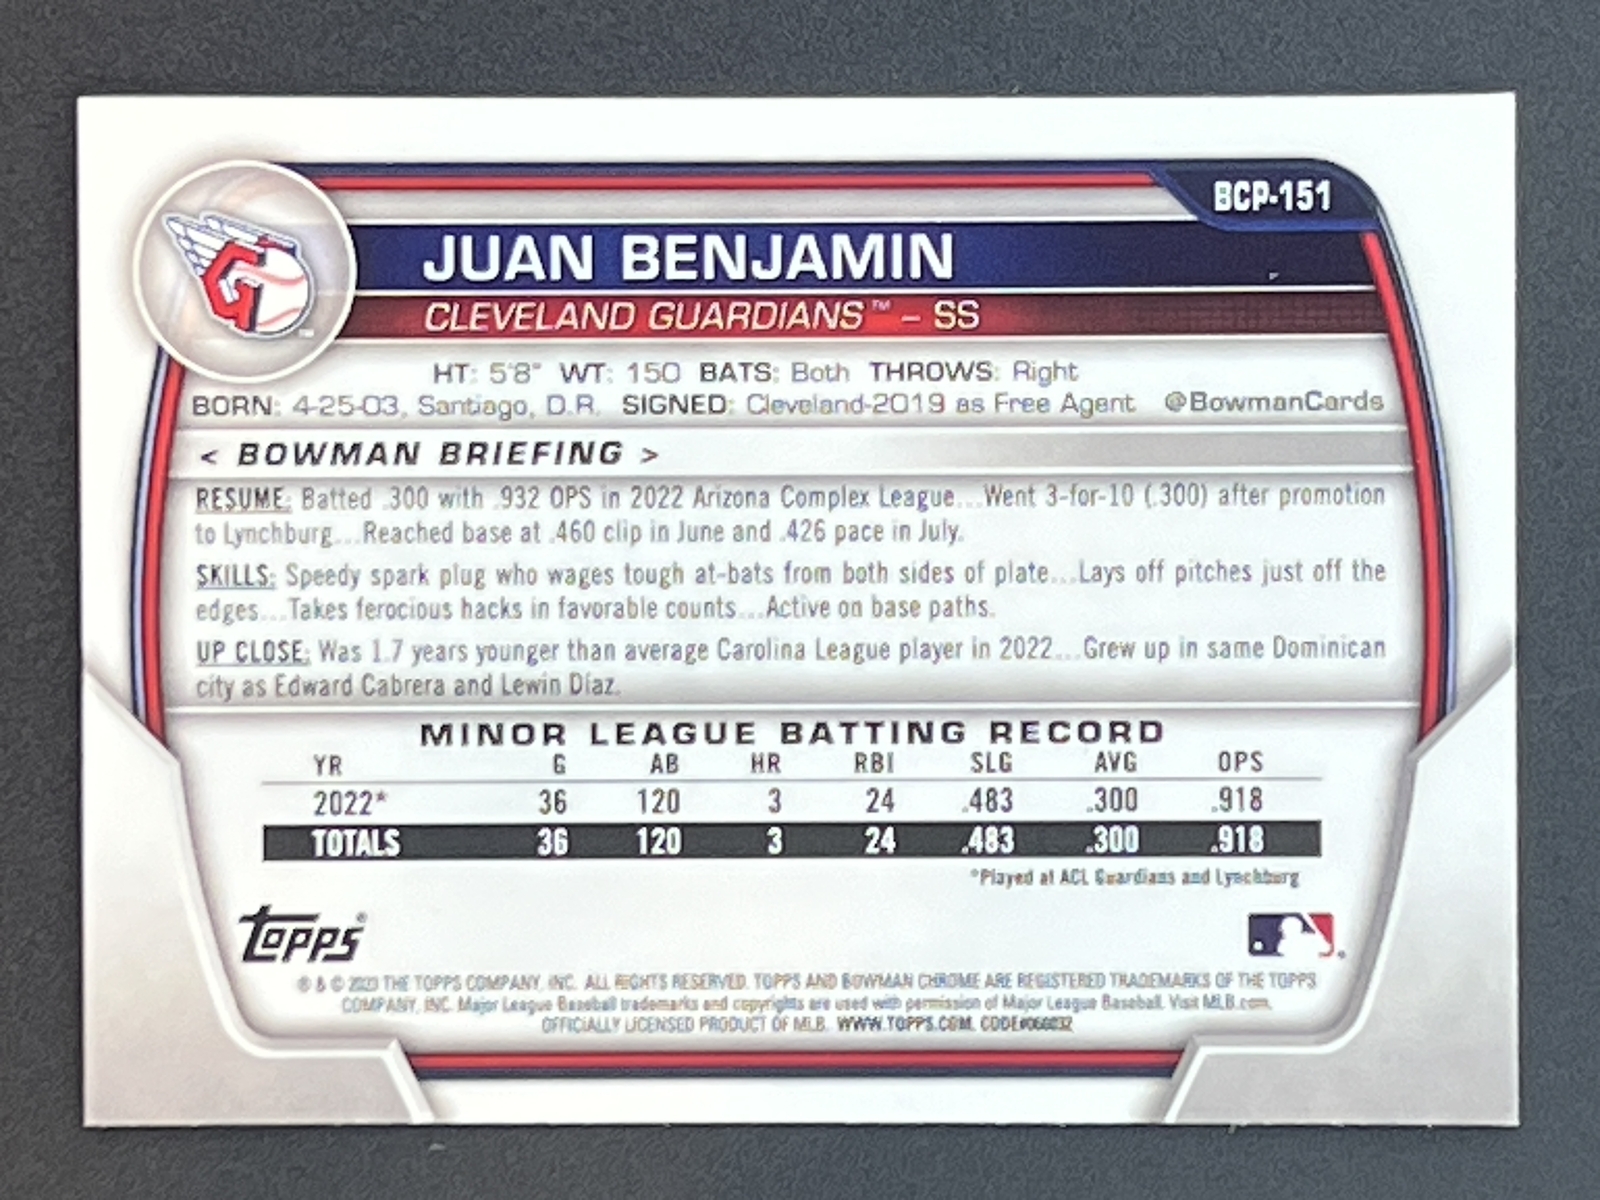 BCP-151
JUAN BENJAMIN
CLEVELAND GUARDIANS™ – SS
HT: 5'8" WT: 150 BATS: Both THROWS: Right
BORN: 4-25-03, Santiago, D.R. SIGNED: Cleveland-2019 as Free Agent @BowmanCards
< BOWMAN BRIEFING >
RESUME: Batted .300 with .932 OPS in 2022 Arizona Complex League...Went 3-for-10 (.300) after promotion
to Lynchburg...Reached base at .460 clip in June and .426 pace in July.
SKILLS: Speedy spark plug who wages tough at-bats from both sides of plate...Lays off pitches just off the
edges...Takes ferocious hacks in favorable counts...Active on base paths.
UP CLOSE: Was 1.7 years younger than average Carolina League player in 2022...Grew up in same Dominican
city as Edward Cabrera and Lewin Díaz.
MINOR LEAGUE BATTING RECORD
YR G AB HR RBI SLG AVG OPS
2022* 36 120 3 24 .483 .300 .918
TOTALS 36 120 3 24 .483 .300 .918
*Played at ACL Guardians and Lynchburg
Topps®
® & © 2023 THE TOPPS COMPANY, INC. ALL RIGHTS RESERVED. TOPPS AND BOWMAN CHROME ARE REGISTERED TRADEMARKS OF THE TOPPS
COMPANY, INC. Major League Baseball trademarks and copyrights are used with permission of Major League Baseball. Visit MLB.com.
OFFICIALLY LICENSED PRODUCT OF MLB. WWW.TOPPS.COM.